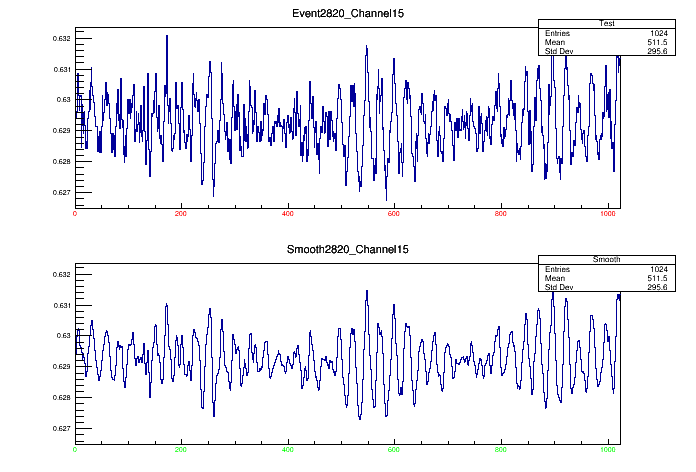 Event2820_Channel15
Test
Entries 1024
Mean 511.5
Std Dev 295.6
0.632
0.631
0.63
0.629
0.628
0.627
0 200 400 600 800 1000
Smooth2820_Channel15
Smooth
Entries 1024
Mean 511.5
Std Dev 295.6
0.632
0.631
0.63
0.629
0.628
0.627
0 200 400 600 800 1000